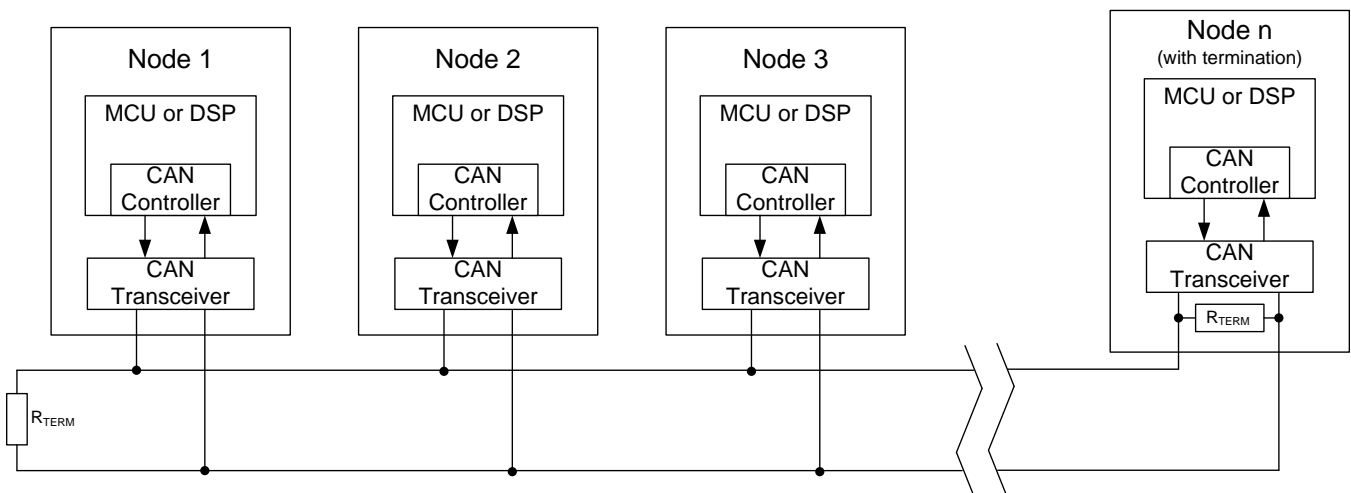 Node 1
MCU or DSP
CAN
Controller
CAN
Transceiver
Node 2
MCU or DSP
CAN
Controller
CAN
Transceiver
Node 3
MCU or DSP
CAN
Controller
CAN
Transceiver
Node n
(with termination)
MCU or DSP
CAN
Controller
CAN
Transceiver
RTERM
RTERM